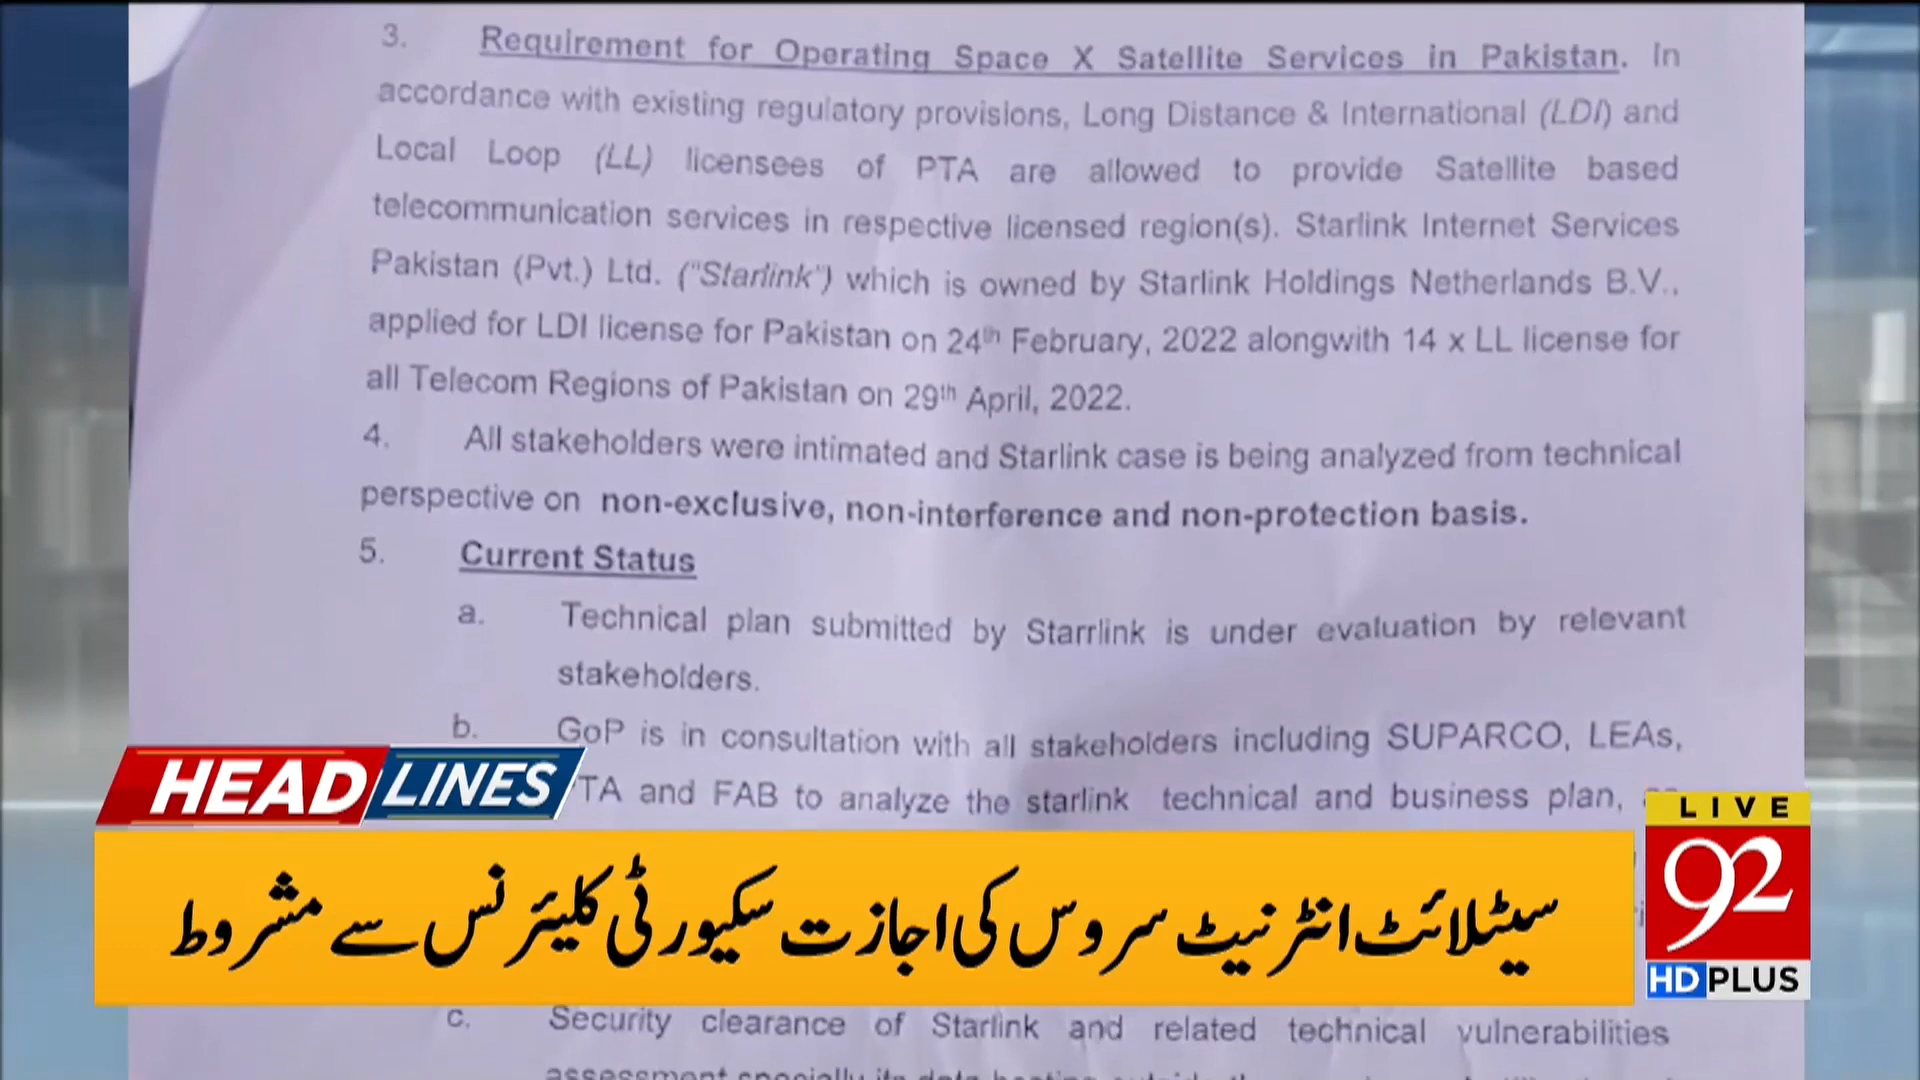 3. Requirement for Operating Space X Satellite Services in Pakistan. In
accordance with existing regulatory provisions, Long Distance & International (LDI) and
Local Loop (LL) licensees of PTA are allowed to provide Satellite based
telecommunication services in respective licensed region(s). Starlink Internet Services
Pakistan (Pvt.) Ltd. ("Starlink") which is owned by Starlink Holdings Netherlands B.V.,
applied for LDI license for Pakistan on 24th February, 2022 alongwith 14 x LL license for
all Telecom Regions of Pakistan on 29th April, 2022.
4. All stakeholders were intimated and Starlink case is being analyzed from technical
perspective on non-exclusive, non-interference and non-protection basis.
5. Current Status
a. Technical plan submitted by Starrlink is under evaluation by relevant
stakeholders.
b. GoP is in consultation with all stakeholders including SUPARCO, LEAs,
TA and FAB to analyze the starlink technical and business plan,
HEADLINES
LIVE
سیٹلائٹ انٹرنیٹ سروس کی اجازت سکیورٹی کلیئرنس سے مشروط
92
HD PLUS
c. Security clearance of Starlink and related technical vulnerabilities
assessment specially its data hosting